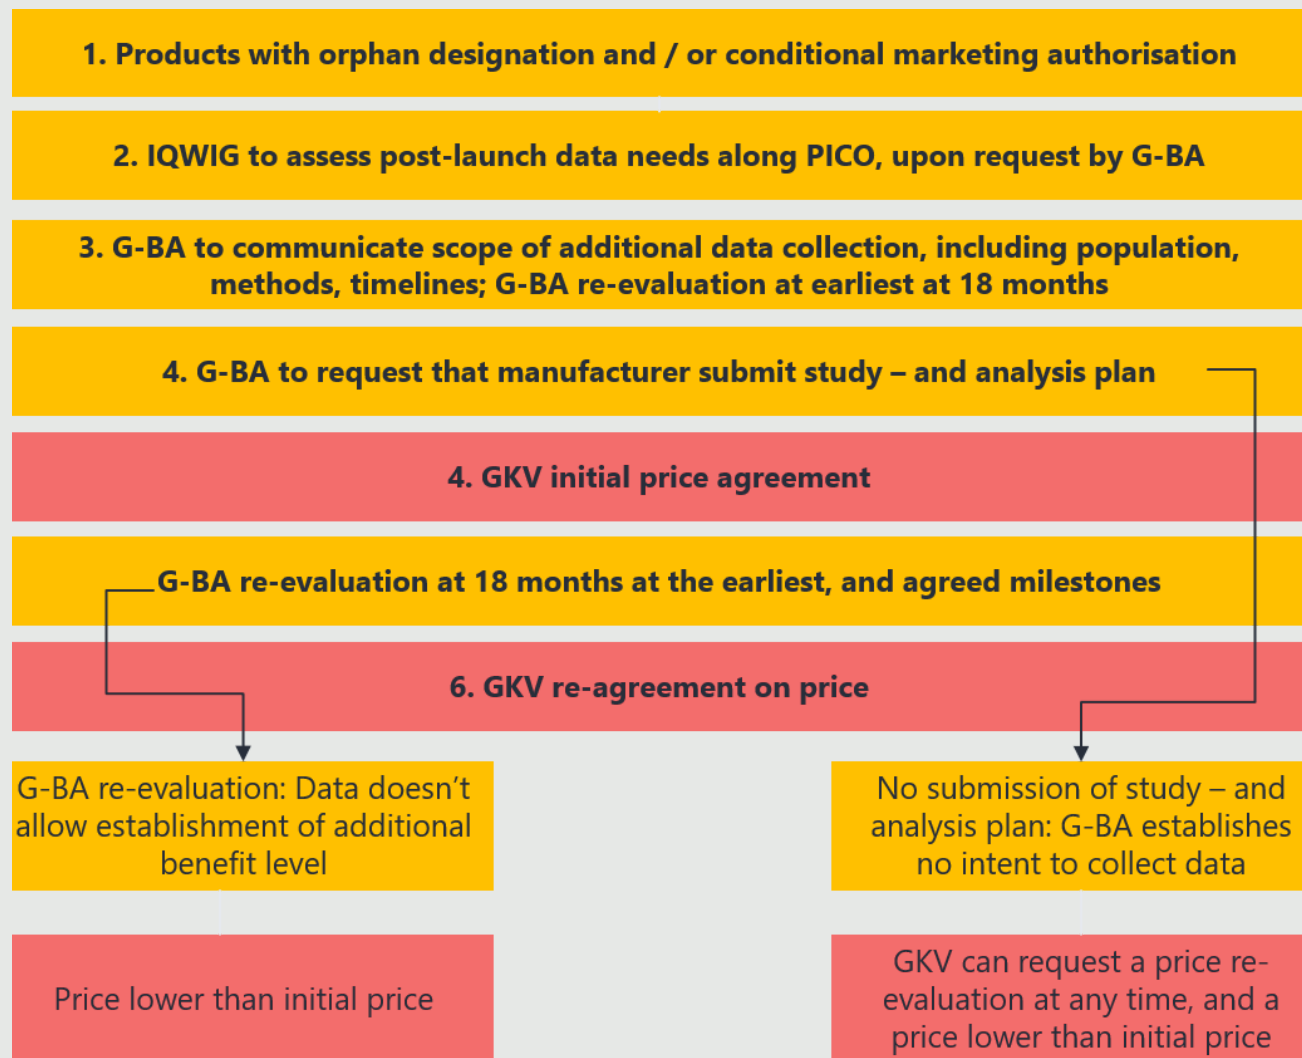 1. Products with orphan designation and / or conditional marketing authorisation
2. IQWIG to assess post-launch data needs along PICO, upon request by G-BA
3. G-BA to communicate scope of additional data collection, including population,
methods, timelines; G-BA re-evaluation at earliest at 18 months
4. G-BA to request that manufacturer submit study – and analysis plan
4. GKV initial price agreement
G-BA re-evaluation at 18 months at the earliest, and agreed milestones
6. GKV re-agreement on price
G-BA re-evaluation: Data doesn’t
allow establishment of additional
benefit level
Price lower than initial price
No submission of study – and
analysis plan: G-BA establishes
no intent to collect data
GKV can request a price re-
evaluation at any time, and a
price lower than initial price